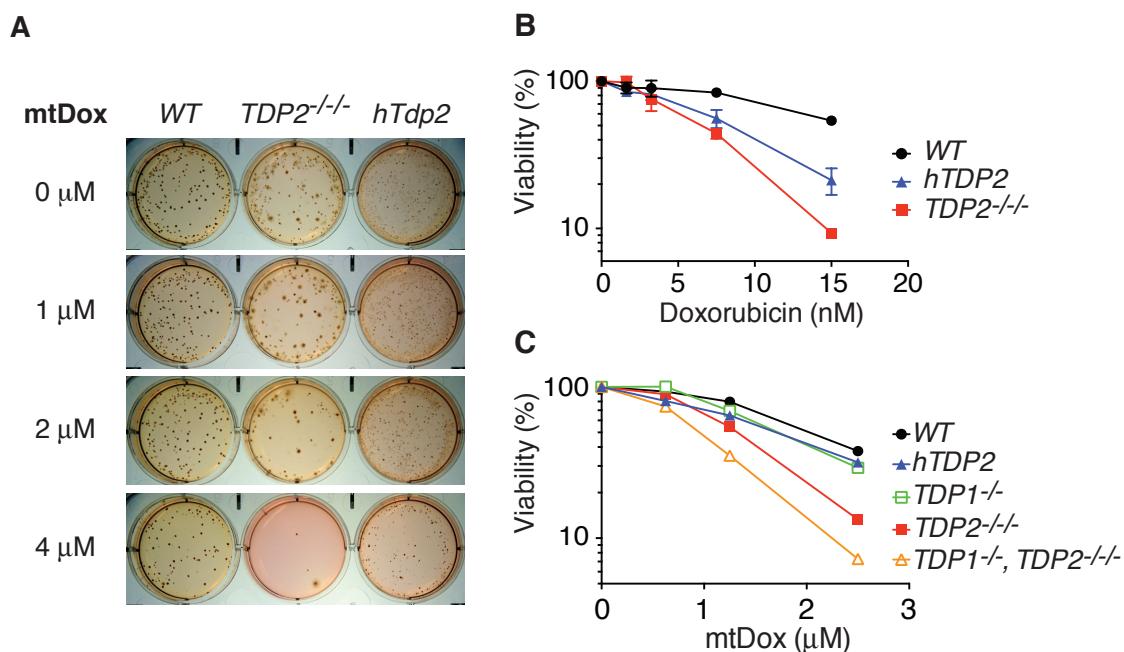 A
mtDox WT TDP2-/-/- hTdp2
0 μM
1 μM
2 μM
4 μM
B
Viability (%)
100
10
0 5 10 15 20
Doxorubicin (nM)
WT
hTDP2
TDP2-/-/-
C
Viability (%)
100
10
0 1 2 3
mtDox (μM)
WT
hTDP2
TDP1-/-
TDP2-/-/-
TDP1-/-, TDP2-/-/-